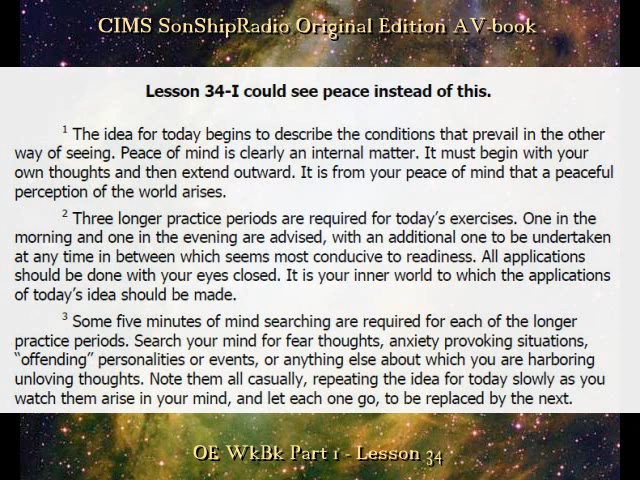 CIMS SonShipRadio Original Edition AV-book
Lesson 34-I could see peace instead of this.
1 The idea for today begins to describe the conditions that prevail in the other
way of seeing. Peace of mind is clearly an internal matter. It must begin with your
own thoughts and then extend outward. It is from your peace of mind that a peaceful
perception of the world arises.
2 Three longer practice periods are required for today's exercises. One in the
morning and one in the evening are advised, with an additional one to be undertaken
at any time in between which seems most conducive to readiness. All applications
should be done with your eyes closed. It is your inner world to which the applications
of today's idea should be made.
3 Some five minutes of mind searching are required for each of the longer
practice periods. Search your mind for fear thoughts, anxiety provoking situations,
“offending” personalities or events, or anything else about which you are harboring
unloving thoughts. Note them all casually, repeating the idea for today slowly as you
watch them arise in your mind, and let each one go, to be replaced by the next.
OE WkBk Part 1 - Lesson 34